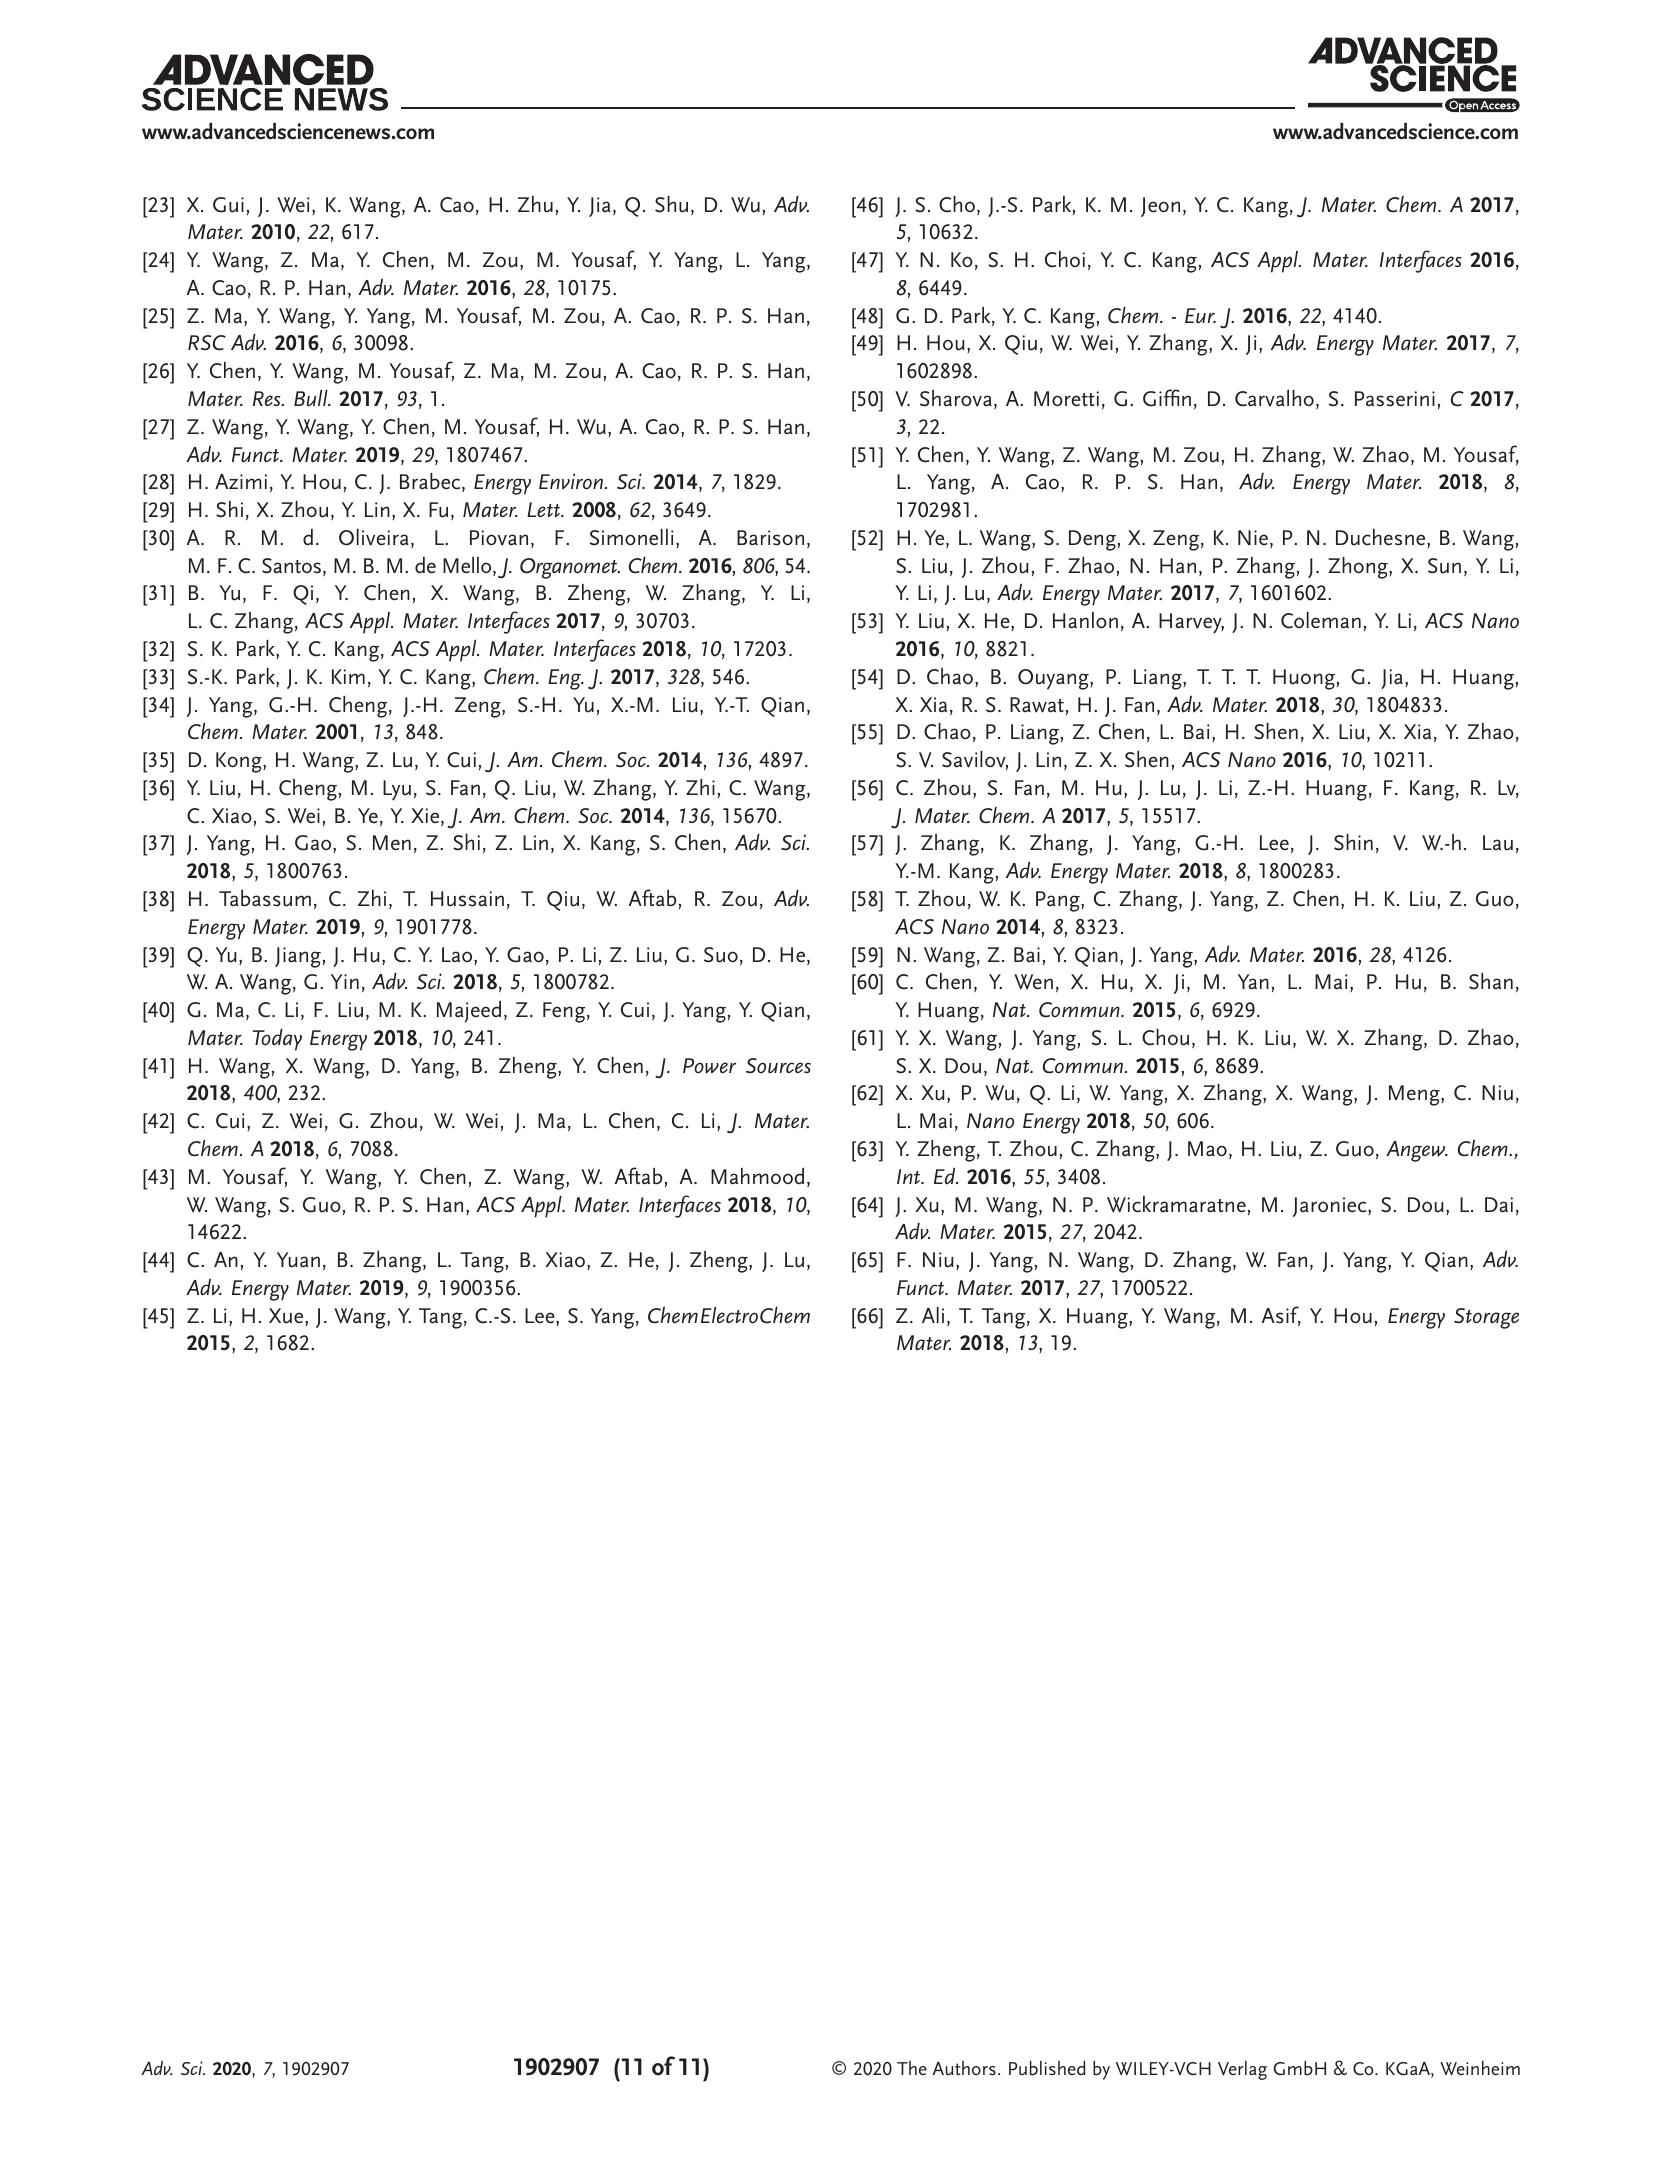 ADVANCED
SCIENCE NEWS
www.advancedsciencenews.com
ADVANCED
SCIENCE
Open Access
www.advancedscience.com
[23] X. Gui, J. Wei, K. Wang, A. Cao, H. Zhu, Y. Jia, Q. Shu, D. Wu, Adv.
Mater. 2010, 22, 617.
[24] Y. Wang, Z. Ma, Y. Chen, M. Zou, M. Yousaf, Y. Yang, L. Yang,
A. Cao, R. P. Han, Adv. Mater. 2016, 28, 10175.
[25] Z. Ma, Y. Wang, Y. Yang, M. Yousaf, M. Zou, A. Cao, R. P. S. Han,
RSC Adv. 2016, 6, 30098.
[26] Y. Chen, Y. Wang, M. Yousaf, Z. Ma, M. Zou, A. Cao, R. P. S. Han,
Mater. Res. Bull. 2017, 93, 1.
[27] Z. Wang, Y. Wang, Y. Chen, M. Yousaf, H. Wu, A. Cao, R. P. S. Han,
Adv. Funct. Mater. 2019, 29, 1807467.
[28] H. Azimi, Y. Hou, C. J. Brabec, Energy Environ. Sci. 2014, 7, 1829.
[29] H. Shi, X. Zhou, Y. Lin, X. Fu, Mater. Lett. 2008, 62, 3649.
[30] A. R. M. d. Oliveira, L. Piovan, F. Simonelli, A. Barison,
M. F. C. Santos, M. B. M. de Mello, J. Organomet. Chem. 2016, 806, 54.
[31] B. Yu, F. Qi, Y. Chen, X. Wang, B. Zheng, W. Zhang, Y. Li,
L. C. Zhang, ACS Appl. Mater. Interfaces 2017, 9, 30703.
[32] S. K. Park, Y. C. Kang, ACS Appl. Mater. Interfaces 2018, 10, 17203.
[33] S.-K. Park, J. K. Kim, Y. C. Kang, Chem. Eng. J. 2017, 328, 546.
[34] J. Yang, G.-H. Cheng, J.-H. Zeng, S.-H. Yu, X.-M. Liu, Y.-T. Qian,
Chem. Mater. 2001, 13, 848.
[35] D. Kong, H. Wang, Z. Lu, Y. Cui, J. Am. Chem. Soc. 2014, 136, 4897.
[36] Y. Liu, H. Cheng, M. Lyu, S. Fan, Q. Liu, W. Zhang, Y. Zhi, C. Wang,
C. Xiao, S. Wei, B. Ye, Y. Xie, J. Am. Chem. Soc. 2014, 136, 15670.
[37] J. Yang, H. Gao, S. Men, Z. Shi, Z. Lin, X. Kang, S. Chen, Adv. Sci.
2018, 5, 1800763.
[38] H. Tabassum, C. Zhi, T. Hussain, T. Qiu, W. Aftab, R. Zou, Adv.
Energy Mater. 2019, 9, 1901778.
[39] Q. Yu, B. Jiang, J. Hu, C. Y. Lao, Y. Gao, P. Li, Z. Liu, G. Suo, D. He,
W. A. Wang, G. Yin, Adv. Sci. 2018, 5, 1800782.
[40] G. Ma, C. Li, F. Liu, M. K. Majeed, Z. Feng, Y. Cui, J. Yang, Y. Qian,
Mater. Today Energy 2018, 10, 241.
[41] H. Wang, X. Wang, D. Yang, B. Zheng, Y. Chen, J. Power Sources
2018, 400, 232.
[42] C. Cui, Z. Wei, G. Zhou, W. Wei, J. Ma, L. Chen, C. Li, J. Mater.
Chem. A 2018, 6, 7088.
[43] M. Yousaf, Y. Wang, Y. Chen, Z. Wang, W. Aftab, A. Mahmood,
W. Wang, S. Guo, R. P. S. Han, ACS Appl. Mater. Interfaces 2018, 10,
14622.
[44] C. An, Y. Yuan, B. Zhang, L. Tang, B. Xiao, Z. He, J. Zheng, J. Lu,
Adv. Energy Mater. 2019, 9, 1900356.
[45] Z. Li, H. Xue, J. Wang, Y. Tang, C.-S. Lee, S. Yang, ChemElectroChem
2015, 2, 1682.
[46] J. S. Cho, J.-S. Park, K. M. Jeon, Y. C. Kang, J. Mater. Chem. A 2017,
5, 10632.
[47] Y. N. Ko, S. H. Choi, Y. C. Kang, ACS Appl. Mater. Interfaces 2016,
8, 6449.
[48] G. D. Park, Y. C. Kang, Chem. - Eur. J. 2016, 22, 4140.
[49] H. Hou, X. Qiu, W. Wei, Y. Zhang, X. Ji, Adv. Energy Mater. 2017, 7,
1602898.
[50] V. Sharova, A. Moretti, G. Giffin, D. Carvalho, S. Passerini, C 2017,
3, 22.
[51] Y. Chen, Y. Wang, Z. Wang, M. Zou, H. Zhang, W. Zhao, M. Yousaf,
L. Yang, A. Cao, R. P. S. Han, Adv. Energy Mater. 2018, 8,
1702981.
[52] H. Ye, L. Wang, S. Deng, X. Zeng, K. Nie, P. N. Duchesne, B. Wang,
S. Liu, J. Zhou, F. Zhao, N. Han, P. Zhang, J. Zhong, X. Sun, Y. Li,
Y. Li, J. Lu, Adv. Energy Mater. 2017, 7, 1601602.
[53] Y. Liu, X. He, D. Hanlon, A. Harvey, J. N. Coleman, Y. Li, ACS Nano
2016, 10, 8821.
[54] D. Chao, B. Ouyang, P. Liang, T. T. T. Huong, G. Jia, H. Huang,
X. Xia, R. S. Rawat, H. J. Fan, Adv. Mater. 2018, 30, 1804833.
[55] D. Chao, P. Liang, Z. Chen, L. Bai, H. Shen, X. Liu, X. Xia, Y. Zhao,
S. V. Savilov, J. Lin, Z. X. Shen, ACS Nano 2016, 10, 10211.
[56] C. Zhou, S. Fan, M. Hu, J. Lu, J. Li, Z.-H. Huang, F. Kang, R. Lv,
J. Mater. Chem. A 2017, 5, 15517.
[57] J. Zhang, K. Zhang, J. Yang, G.-H. Lee, J. Shin, V. W.-h. Lau,
Y.-M. Kang, Adv. Energy Mater. 2018, 8, 1800283.
[58] T. Zhou, W. K. Pang, C. Zhang, J. Yang, Z. Chen, H. K. Liu, Z. Guo,
ACS Nano 2014, 8, 8323.
[59] N. Wang, Z. Bai, Y. Qian, J. Yang, Adv. Mater. 2016, 28, 4126.
[60] C. Chen, Y. Wen, X. Hu, X. Ji, M. Yan, L. Mai, P. Hu, B. Shan,
Y. Huang, Nat. Commun. 2015, 6, 6929.
[61] Y. X. Wang, J. Yang, S. L. Chou, H. K. Liu, W. X. Zhang, D. Zhao,
S. X. Dou, Nat. Commun. 2015, 6, 8689.
[62] X. Xu, P. Wu, Q. Li, W. Yang, X. Zhang, X. Wang, J. Meng, C. Niu,
L. Mai, Nano Energy 2018, 50, 606.
[63] Y. Zheng, T. Zhou, C. Zhang, J. Mao, H. Liu, Z. Guo, Angew. Chem.,
Int. Ed. 2016, 55, 3408.
[64] J. Xu, M. Wang, N. P. Wickramaratne, M. Jaroniec, S. Dou, L. Dai,
Adv. Mater. 2015, 27, 2042.
[65] F. Niu, J. Yang, N. Wang, D. Zhang, W. Fan, J. Yang, Y. Qian, Adv.
Funct. Mater. 2017, 27, 1700522.
[66] Z. Ali, T. Tang, X. Huang, Y. Wang, M. Asif, Y. Hou, Energy Storage
Mater. 2018, 13, 19.
Adv. Sci. 2020, 7, 1902907
1902907 (11 of 11)
© 2020 The Authors. Published by WILEY-VCH Verlag GmbH & Co. KGaA, Weinheim